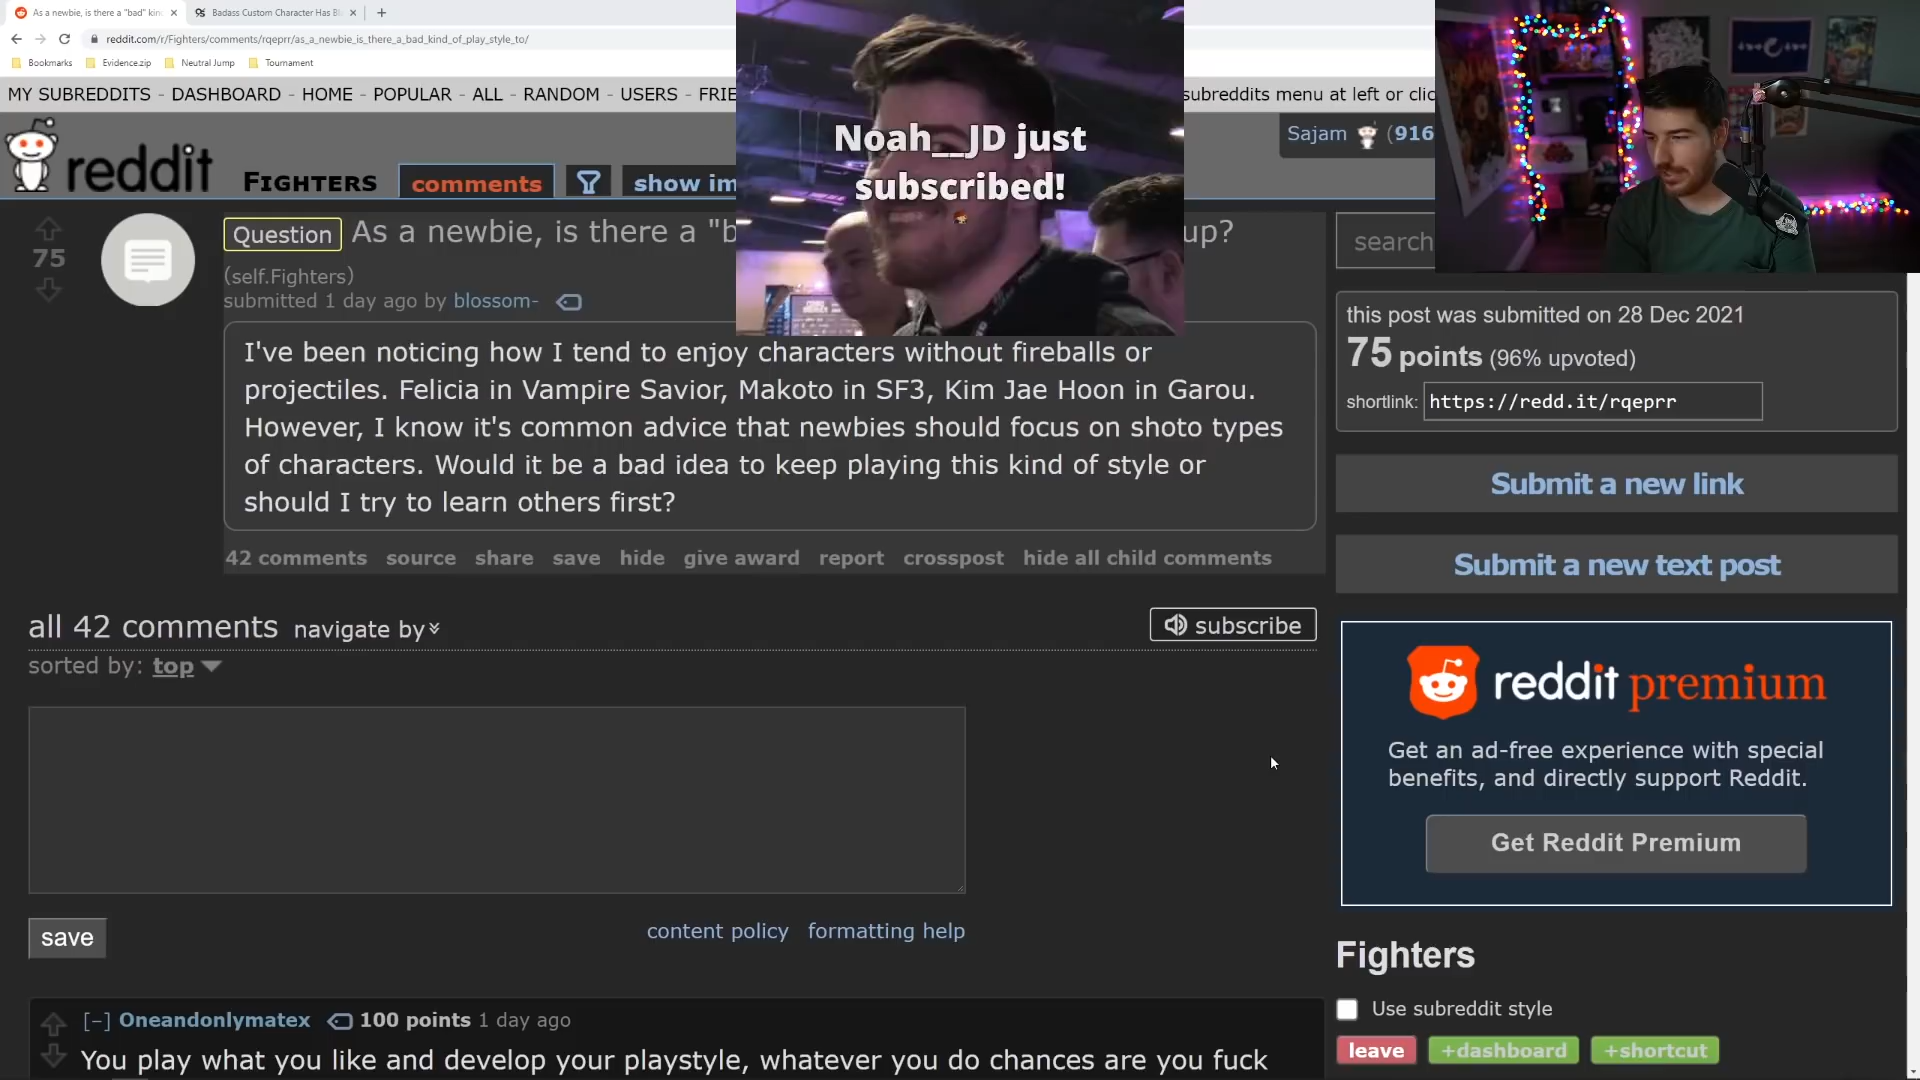 As a newbie, is there a "bad" kin
Badass Custom Character Has Bl
reddit.com/r/Fighters/comments/rqeprr/as_a_newbie_is_there_a_bad_kind_of_play_style_to/
Bookmarks Evidence.zip Neutral Jump Tournament
MY SUBREDDITS - DASHBOARD - HOME - POPULAR - ALL - RANDOM - USERS - FRIE
subreddits menu at left or clic
Noah__JD just
subscribed!
Sajam (916
reddit FIGHTERS comments show im
75
Question As a newbie, is there a "b
up?
(self.Fighters)
submitted 1 day ago by blossom-
I've been noticing how I tend to enjoy characters without fireballs or
projectiles. Felicia in Vampire Savior, Makoto in SF3, Kim Jae Hoon in Garou.
However, I know it's common advice that newbies should focus on shoto types
of characters. Would it be a bad idea to keep playing this kind of style or
should I try to learn others first?
42 comments source share save hide give award report crosspost hide all child comments
all 42 comments navigate by
subscribe
sorted by: top
save
content policy formatting help
[–] Oneandonlymatex 100 points 1 day ago
You play what you like and develop your playstyle, whatever you do chances are you fuck
search
this post was submitted on 28 Dec 2021
75 points (96% upvoted)
shortlink: https://redd.it/rqeprr
Submit a new link
Submit a new text post
reddit premium
Get an ad-free experience with special
benefits, and directly support Reddit.
Get Reddit Premium
Fighters
Use subreddit style
leave +dashboard +shortcut